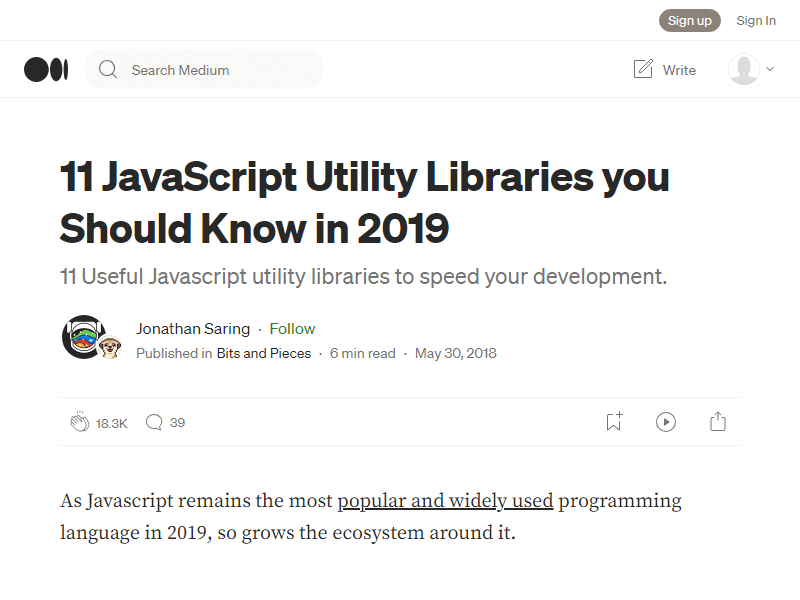 Sign up Sign In
Search Medium Write
11 JavaScript Utility Libraries you
Should Know in 2019
11 Useful Javascript utility libraries to speed your development.
Jonathan Saring · Follow
Published in Bits and Pieces · 6 min read · May 30, 2018
18.3K 39
As Javascript remains the most popular and widely used programming
language in 2019, so grows the ecosystem around it.